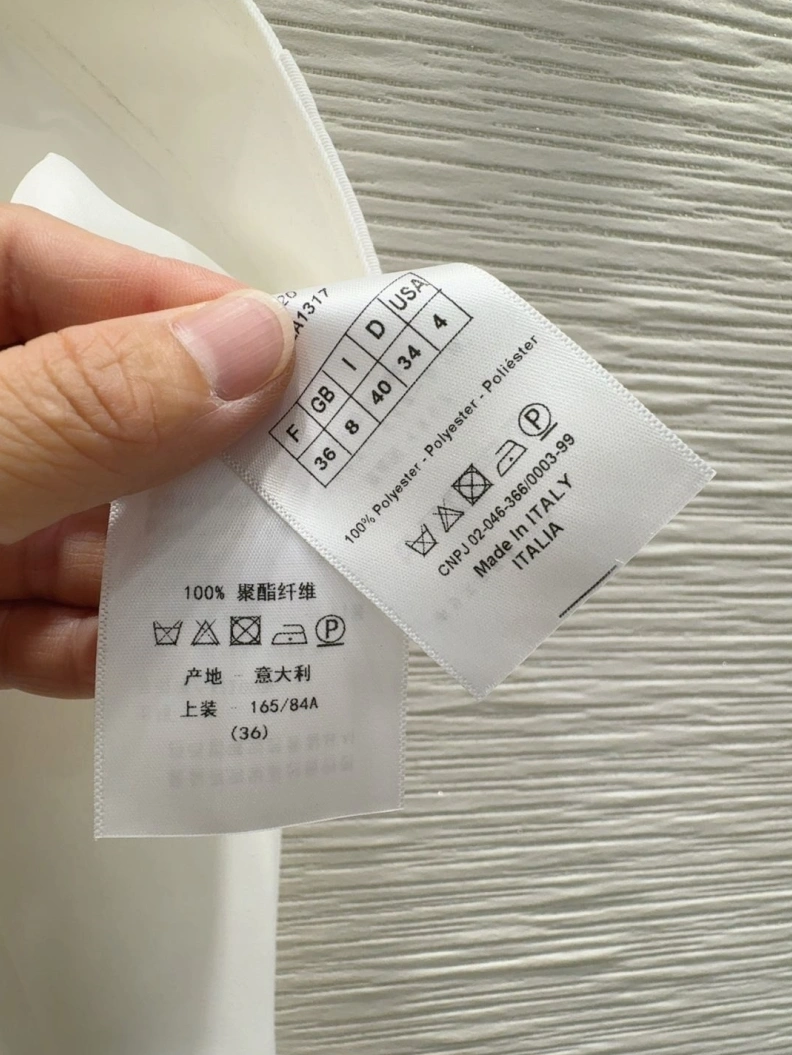 A1317
F GB I D USA
36 8 40 34 4
100% Polyester - Polyester - Poliéster
P
CNPJ 02-046-366/0003-99
Made In ITALY
ITALIA
100% 聚酯纤维
P
产地 - 意大利
上装 - 165/84A
(36)